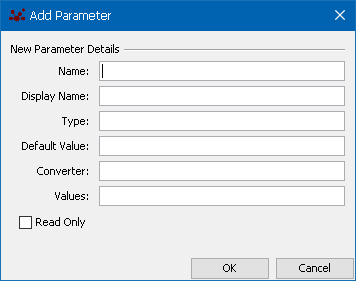 Add Parameter
New Parameter Details
Name:
Display Name:
Type:
Default Value:
Converter:
Values:
Read Only
OK Cancel